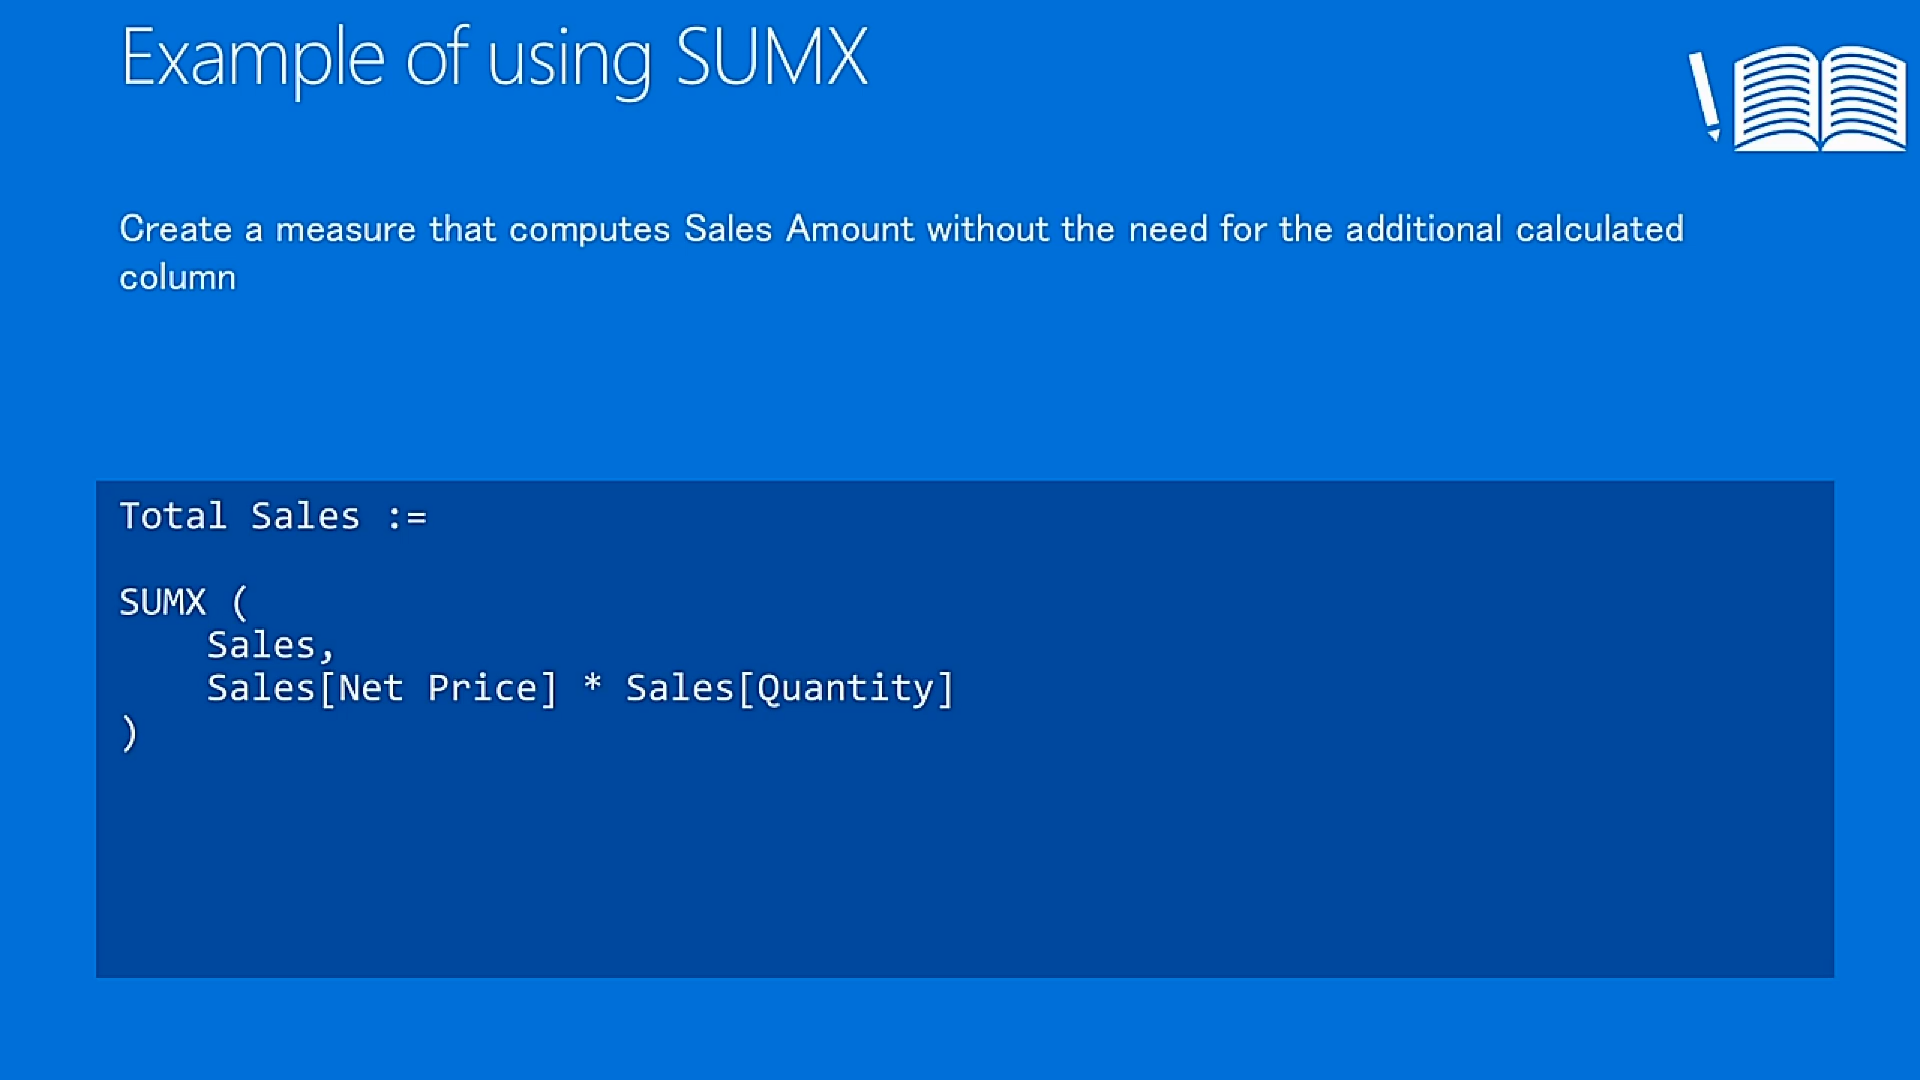 Example of using SUMX
Create a measure that computes Sales Amount without the need for the additional calculated
column
Total Sales :=
SUMX (
    Sales,
    Sales[Net Price] * Sales[Quantity]
)